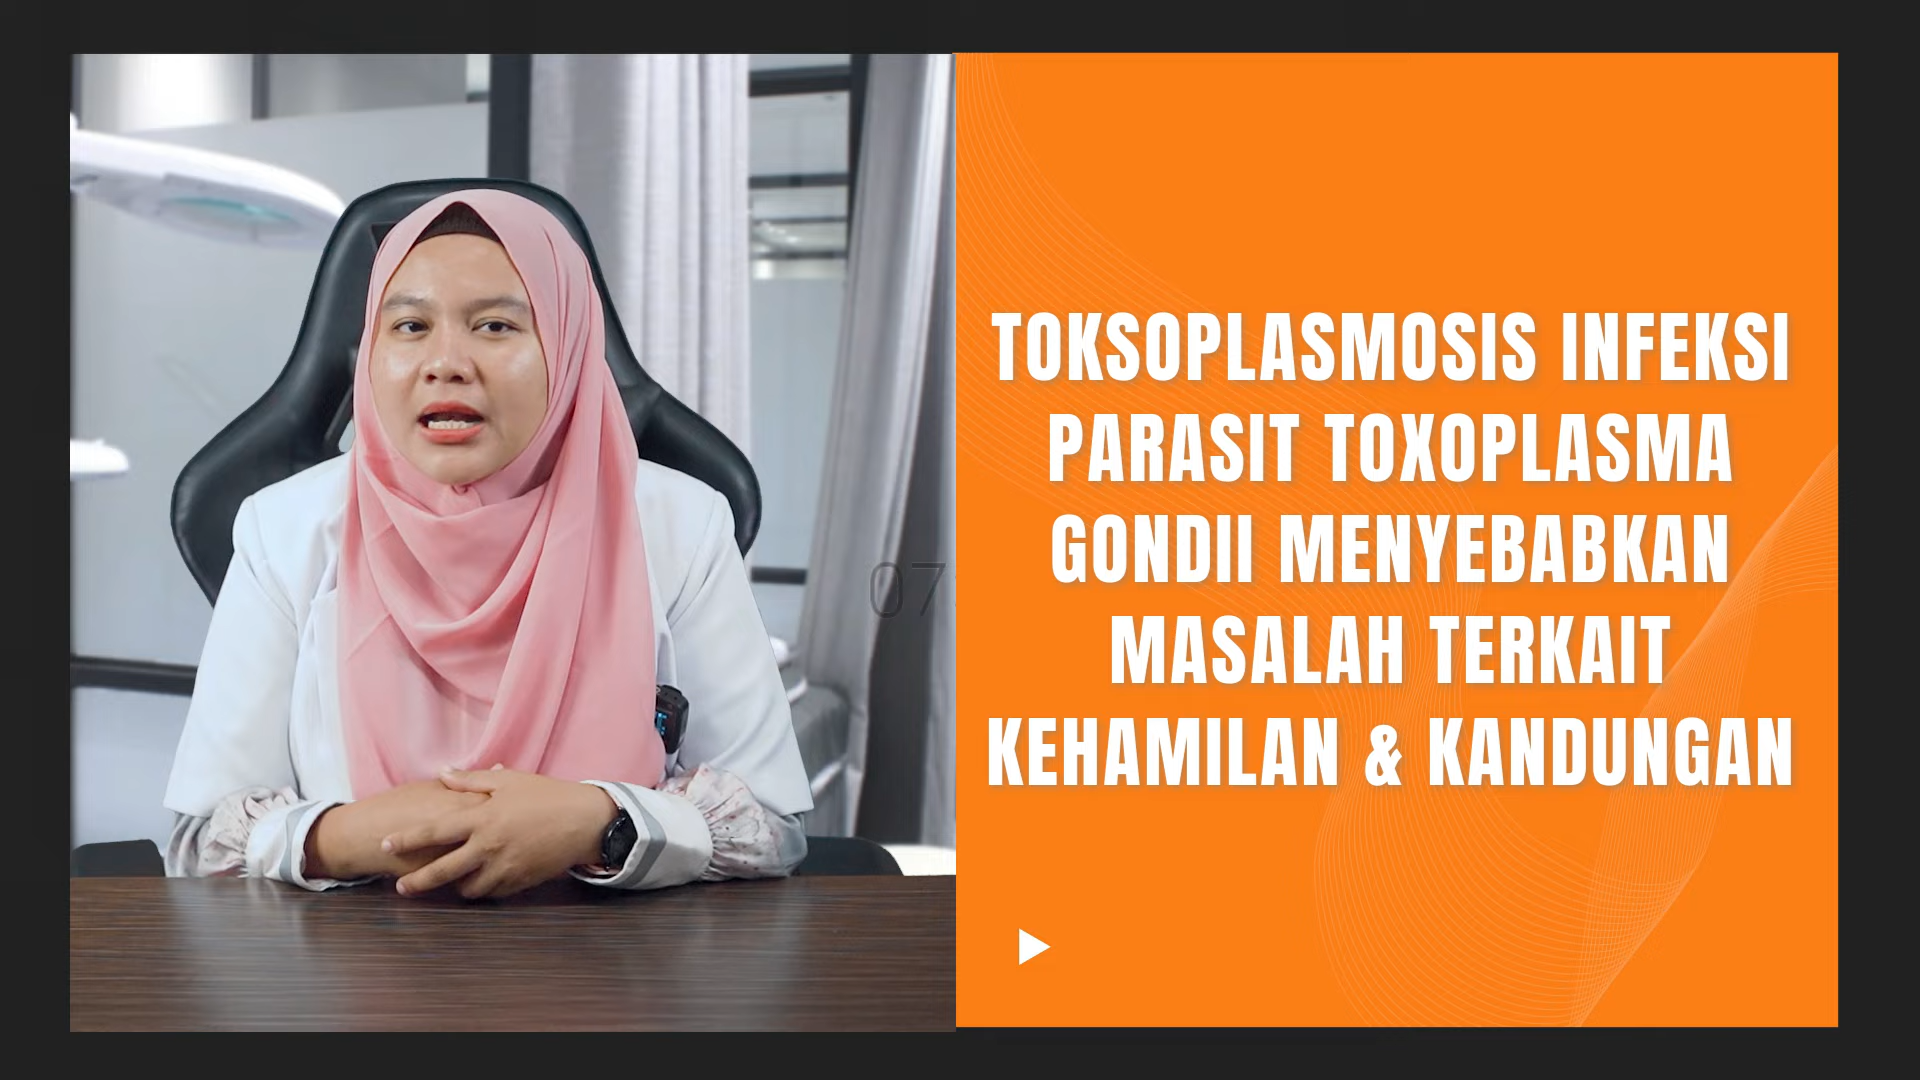 TOKSOPLASMOSIS INFEKSI
PARASIT TOXOPLASMA
GONDII MENYEBABKAN
MASALAH TERKAIT
KEHAMILAN & KANDUNGAN
07